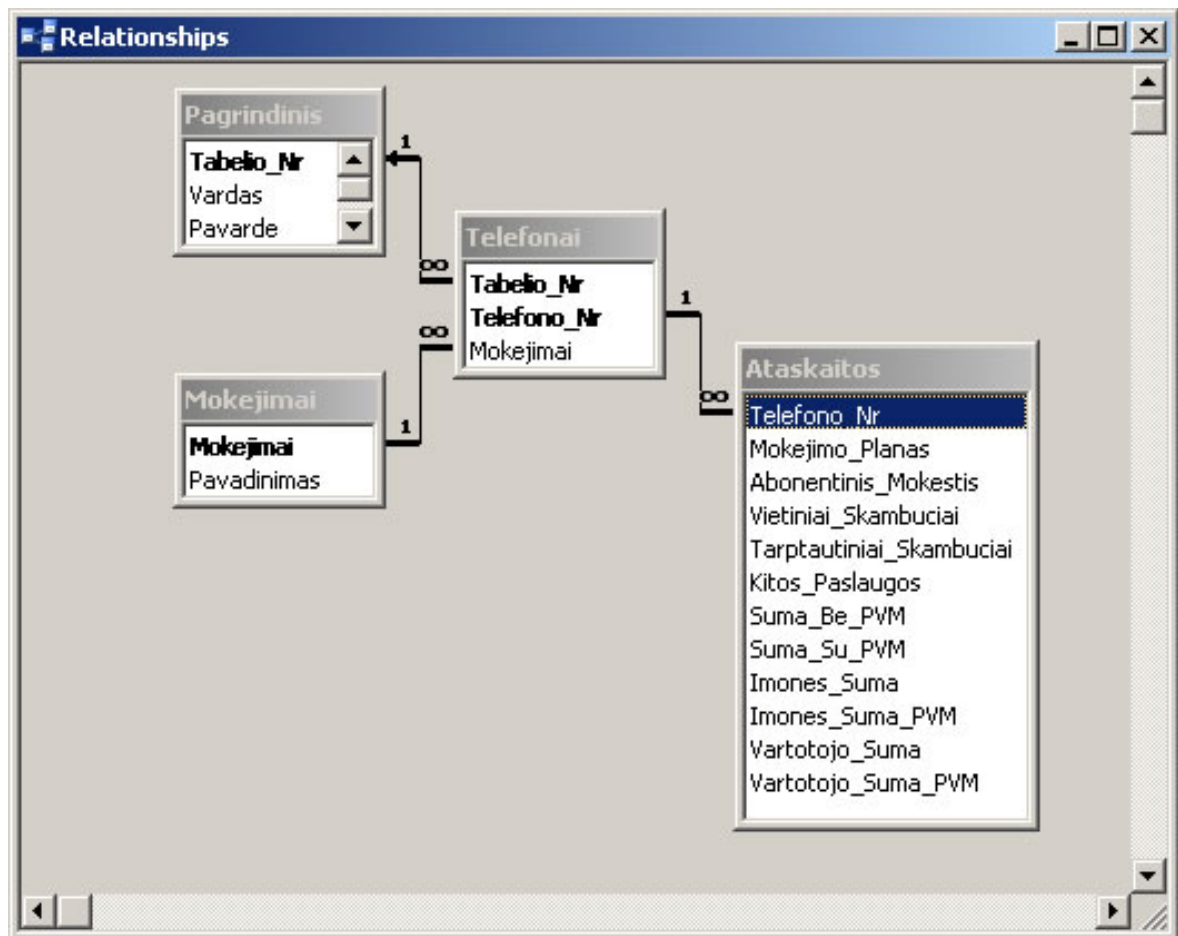 Relationships
Pagrindinis
Tabelio_Nr
Vardas
Pavarde
1
∞
Telefonai
Tabelio_Nr
Telefono_Nr
Mokejimai
∞
1
Mokejimai
Mokejimai
Pavadinimas
1
∞
Ataskaitos
Telefono_Nr
Mokejimo_Planas
Abonentinis_Mokestis
Vietiniai_Skambuciai
Tarptautiniai_Skambuciai
Kitos_Paslaugos
Suma_Be_PVM
Suma_Su_PVM
Imones_Suma
Imones_Suma_PVM
Vartotojo_Suma
Vartotojo_Suma_PVM